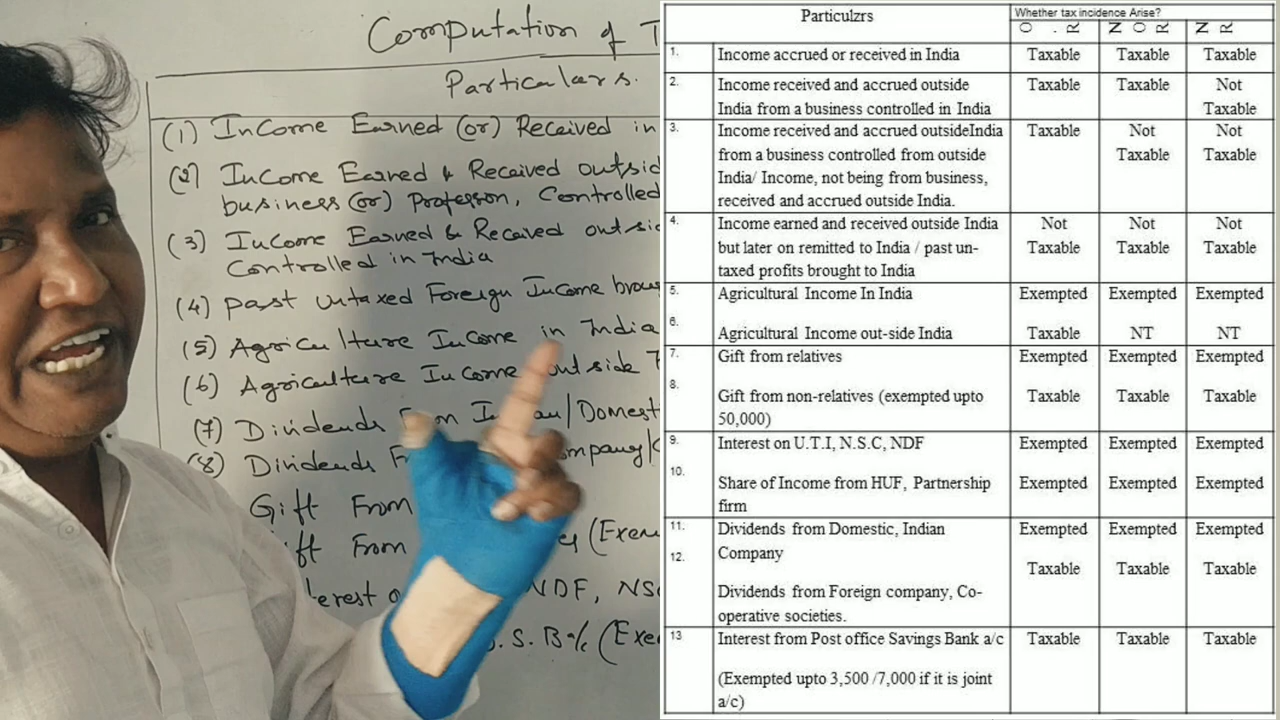 Computation of T
Particulars.
(1) Income Earned (or) Received in
(2) Income Earned & Received outsid
business (or) Profession, Controlled
(3) Income Earned & Received outsid
Controlled in India
(4) past untaxed Foreign Income brou
(5) Agriculture Income in India
(6) Agriculture Income outside
(7) Dividends From Domest
(8) Dividends F ompany/
Gift From
ift From (Exem
terest NDF, NS
S.B a/c (Exe
Particulzrs Whether tax incidence Arise?
O . R N O R N R
1. Income accrued or received in India Taxable Taxable Taxable
2. Income received and accrued outside Taxable Taxable Not
India from a business controlled in India Taxable
3. Income received and accrued outsideIndia Taxable Not Not
from a business controlled from outside Taxable Taxable
India/ Income, not being from business,
received and accrued outside India.
4. Income earned and received outside India Not Not Not
but later on remitted to India / past un- Taxable Taxable Taxable
taxed profits brought to India
5. Agricultural Income In India Exempted Exempted Exempted
6. Agricultural Income out-side India Taxable NT NT
7. Gift from relatives Exempted Exempted Exempted
8. Gift from non-relatives (exempted upto Taxable Taxable Taxable
50,000)
9. Interest on U.T.I, N.S.C, NDF Exempted Exempted Exempted
10. Share of Income from HUF, Partnership Exempted Exempted Exempted
firm
11. Dividends from Domestic, Indian Exempted Exempted Exempted
Company
12. Taxable Taxable Taxable
Dividends from Foreign company, Co-
operative societies.
13 Interest from Post office Savings Bank a/c Taxable Taxable Taxable
(Exempted upto 3,500 /7,000 if it is joint
a/c)